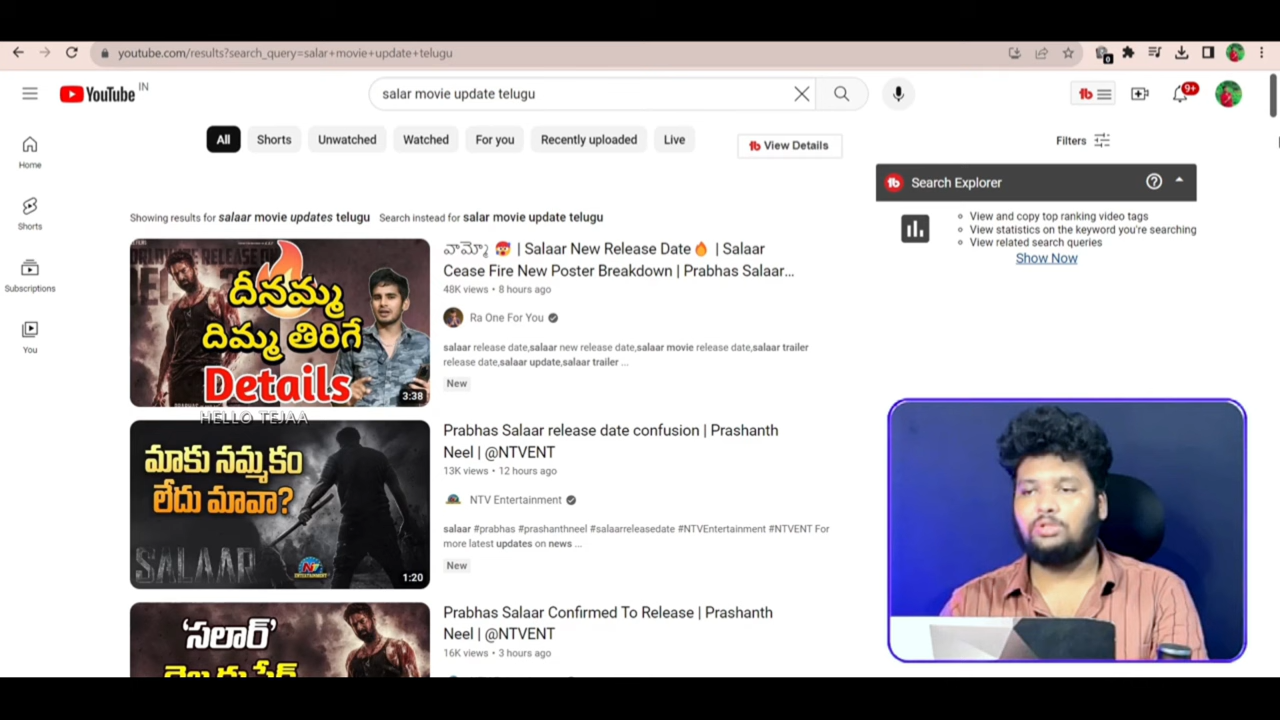 youtube.com/results?search_query=salar+movie+update+telugu
0
YouTube IN
salar movie update telugu
9+
All Shorts Unwatched Watched For you Recently uploaded Live
View Details
Filters
Home
Shorts
Subscriptions
You
Search Explorer
View and copy top ranking video tags
View statistics on the keyword you're searching
View related search queries
Show Now
Showing results for salaar movie updates telugu Search instead for salar movie update telugu
దీనమ్మ
దిమ్మ తిరిగే
Details
3:38
వామ్మో | Salaar New Release Date | Salaar
Cease Fire New Poster Breakdown | Prabhas Salaar...
48K views • 8 hours ago
Ra One For You
salaar release date,salaar new release date,salaar movie release date,salaar trailer
release date,salaar update,salaar trailer ...
New
HELLO TEJAA
మాకు నమ్మకం
లేదు మావా?
SALAAR
1:20
Prabhas Salaar release date confusion | Prashanth
Neel | @NTVENT
13K views • 12 hours ago
NTV Entertainment
salaar #prabhas #prashanthneel #salaarreleasedate #NTVEntertainment #NTVENT For
more latest updates on news ...
New
'సలార్'
Prabhas Salaar Confirmed To Release | Prashanth
Neel | @NTVENT
16K views • 3 hours ago